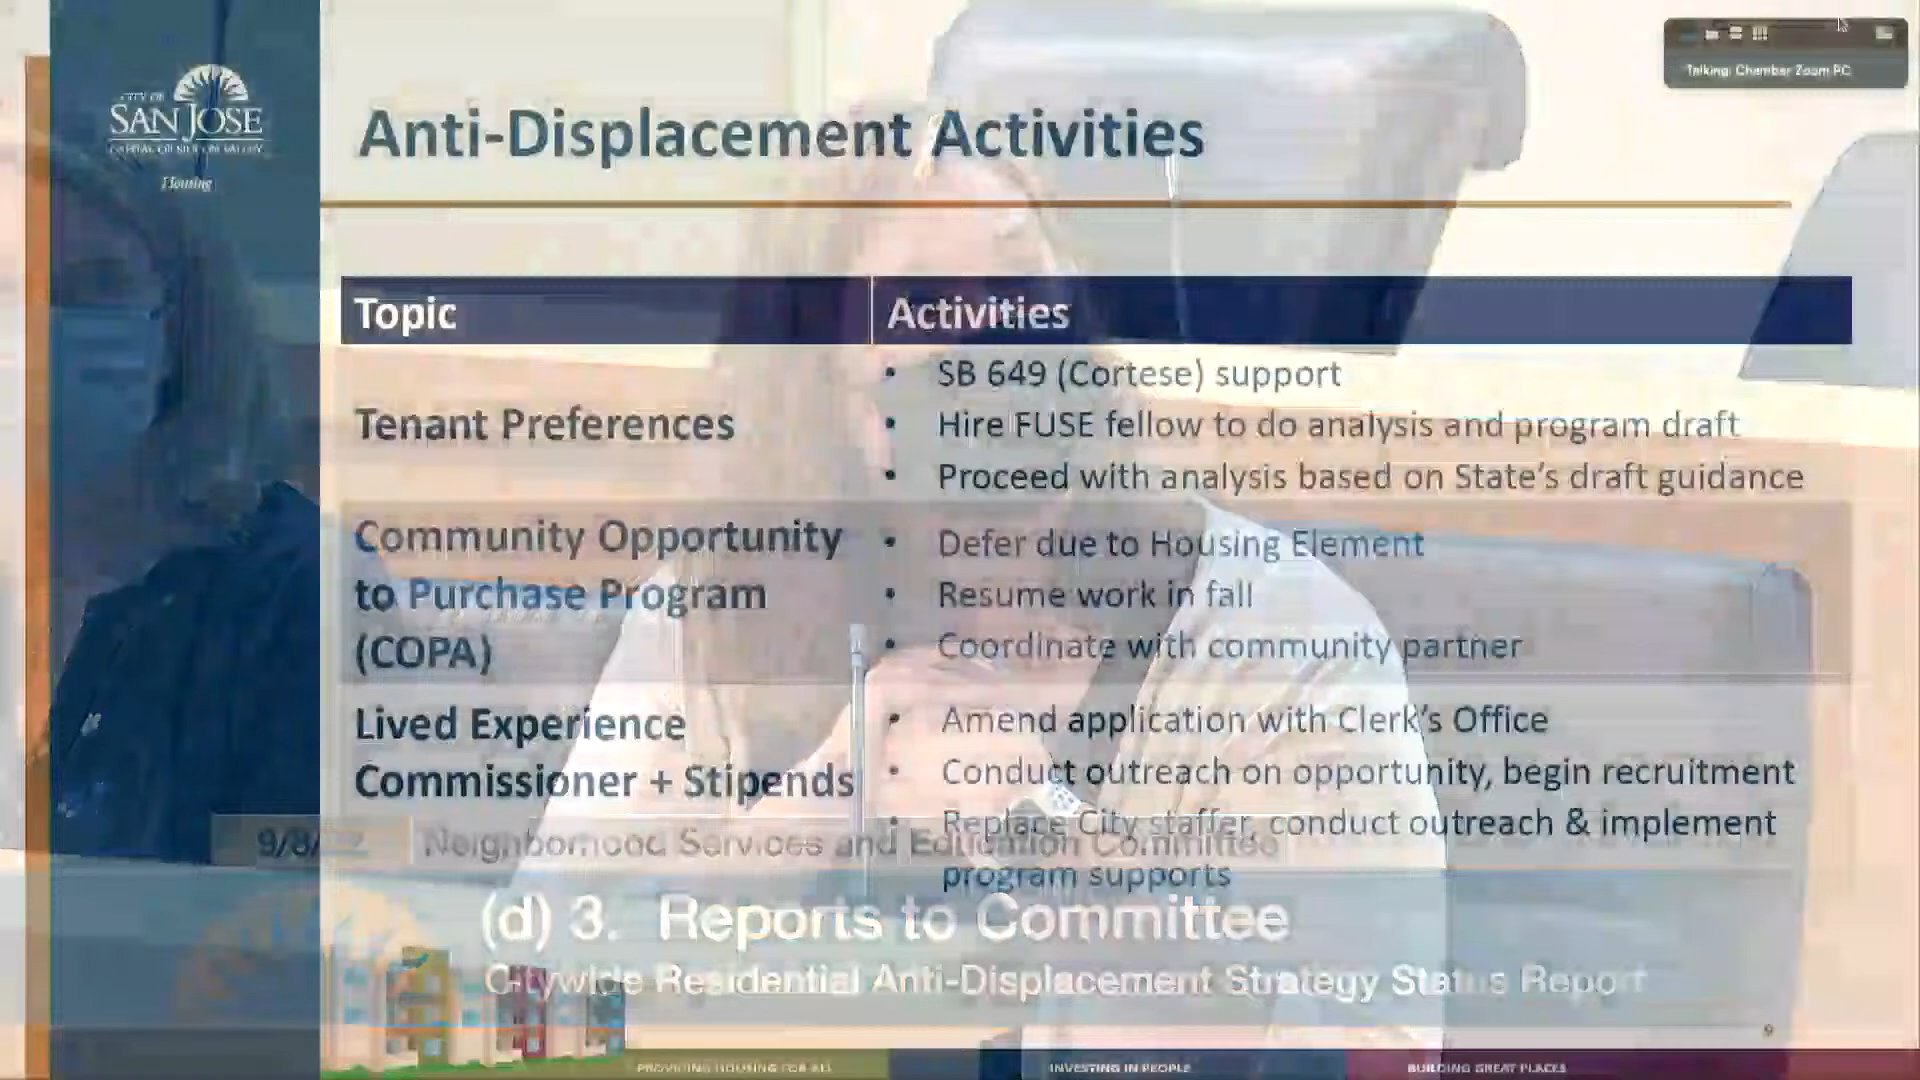 Talking: Chamber Zoom PC
CITY OF
SAN JOSE
CAPITAL OF SILICON VALLEY
Housing
Anti-Displacement Activities
Topic
Activities
Tenant Preferences
• SB 649 (Cortese) support
• Hire FUSE fellow to do analysis and program draft
• Proceed with analysis based on State's draft guidance
Community Opportunity
to Purchase Program
(COPA)
• Defer due to Housing Element
• Resume work in fall
• Coordinate with community partner
Lived Experience
Commissioner + Stipends
• Amend application with Clerk's Office
• Conduct outreach on opportunity, begin recruitment
• Replace City staffer, conduct outreach & implement
program supports
9/8/
Neighborhood Services and Education Committee
(d) 3. Reports to Committee
Citywide Residential Anti-Displacement Strategy Status Report
9
PROVIDING HOUSING FOR ALL
INVESTING IN PEOPLE
BUILDING GREAT PLACES